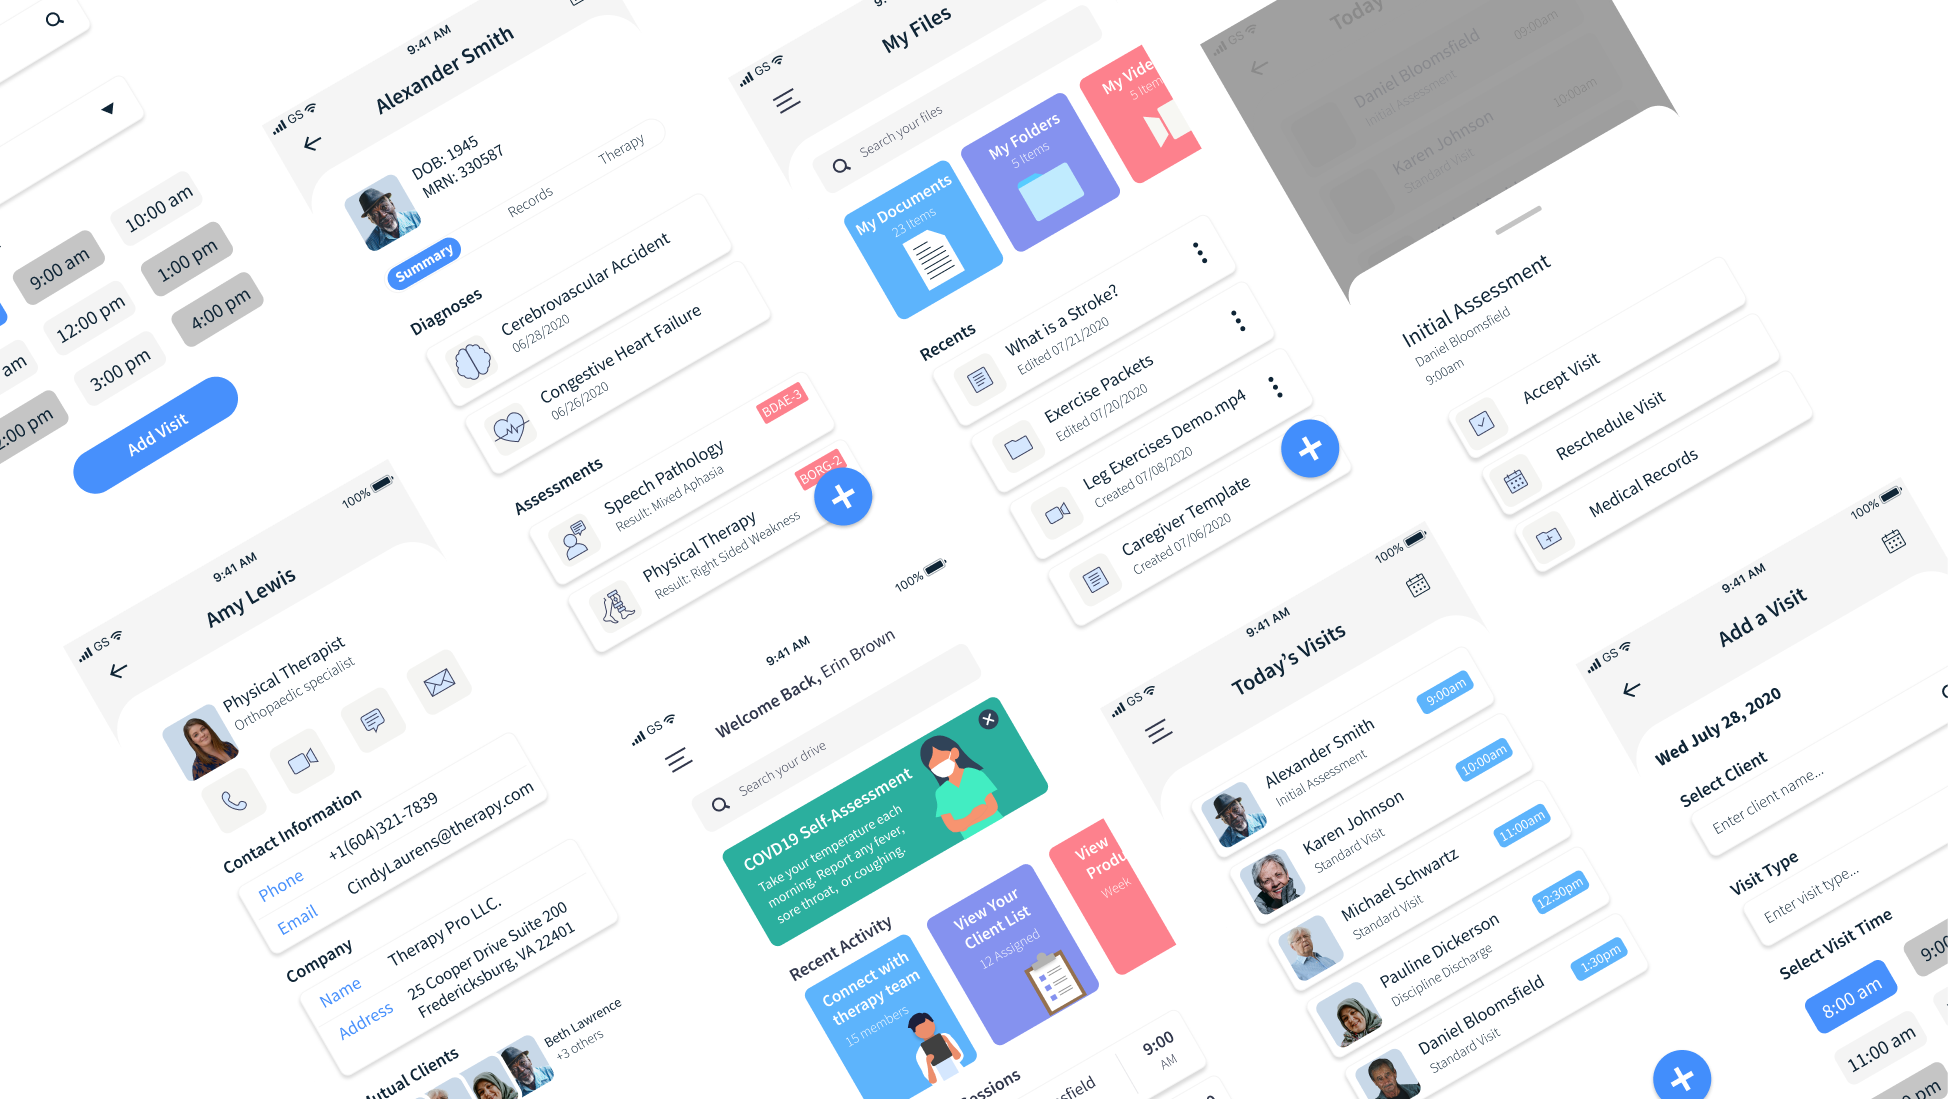 10:00 am
9:00 am
1:00 pm
12:00 pm
4:00 pm
am
3:00 pm
:00 pm
Add Visit
GS
9:41 AM
Alexander Smith
DOB: 1945
MRN: 330587
Summary
Records
Therapy
Diagnoses
Cerebrovascular Accident
06/28/2020
Congestive Heart Failure
06/26/2020
Assessments
BDAE-3
Speech Pathology
Result: Mixed Aphasia
BORG-2
Physical Therapy
Result: Right Sided Weakness
GS
9:41 AM
100%
Amy Lewis
Physical Therapist
Orthopaedic specialist
Contact Information
Phone
+1(604)321-7839
Email
CindyLaurens@therapy.com
Company
Name
Therapy Pro LLC.
Address
25 Cooper Drive Suite 200
Fredericksburg, VA 22401
Mutual Clients
Beth Lawrence
+3 others
GS
My Files
Search your files
My Documents
23 Items
My Folders
5 Items
My Vide
5 Item
Recents
What is a Stroke?
Edited 07/21/2020
Exercise Packets
Edited 07/20/2020
Leg Exercises Demo.mp4
Created 07/08/2020
Caregiver Template
Created 07/06/2020
GS
9:41 AM
100%
Welcome Back, Erin Brown
Search your drive
COVD19 Self-Assessment
Take your temperature each
morning. Report any fever,
sore throat, or coughing.
Recent Activity
Connect with
therapy team
15 members
View Your
Client List
12 Assigned
View
Produ
Week
essions
sfield
9:00
AM
GS
Today
09:00am
Daniel Bloomsfield
Initial Assessment
10:00am
Karen Johnson
Standard Visit
Initial Assessment
Daniel Bloomsfield
9:00am
Accept Visit
Reschedule Visit
Medical Records
GS
9:41 AM
100%
Today's Visits
Alexander Smith
Initial Assessment
9:00am
Karen Johnson
Standard Visit
10:00am
Michael Schwartz
Standard Visit
11:00am
Pauline Dickerson
Discipline Discharge
12:30pm
Daniel Bloomsfield
Standard Visit
1:30pm
GS
9:41 AM
100%
Add a Visit
Wed July 28, 2020
Select Client
Enter client name...
Visit Type
Enter visit type...
Select Visit Time
8:00 am
9:00
11:00 am
pm